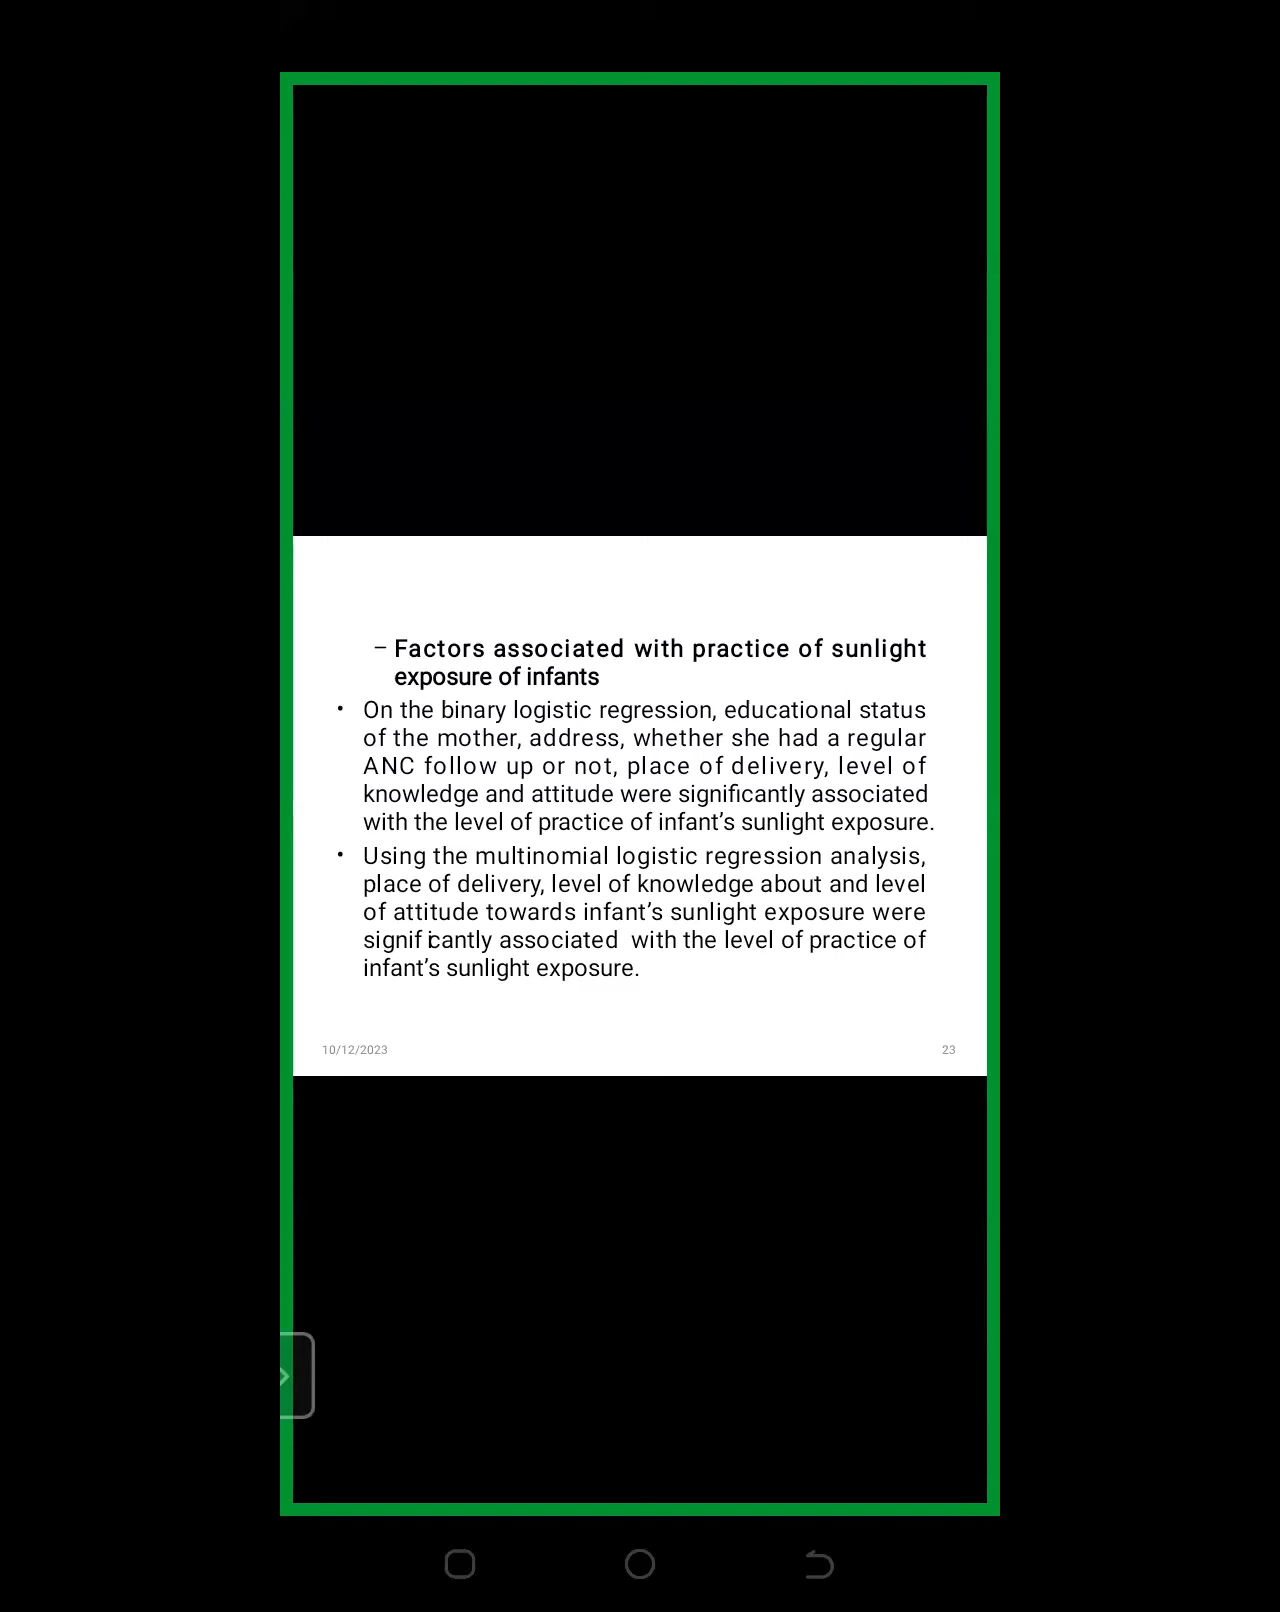 – Factors associated with practice of sunlight
exposure of infants
• On the binary logistic regression, educational status
of the mother, address, whether she had a regular
ANC follow up or not, place of delivery, level of
knowledge and attitude were significantly associated
with the level of practice of infant’s sunlight exposure.
• Using the multinomial logistic regression analysis,
place of delivery, level of knowledge about and level
of attitude towards infant’s sunlight exposure were
significantly associated with the level of practice of
infant’s sunlight exposure.
10/12/2023
23